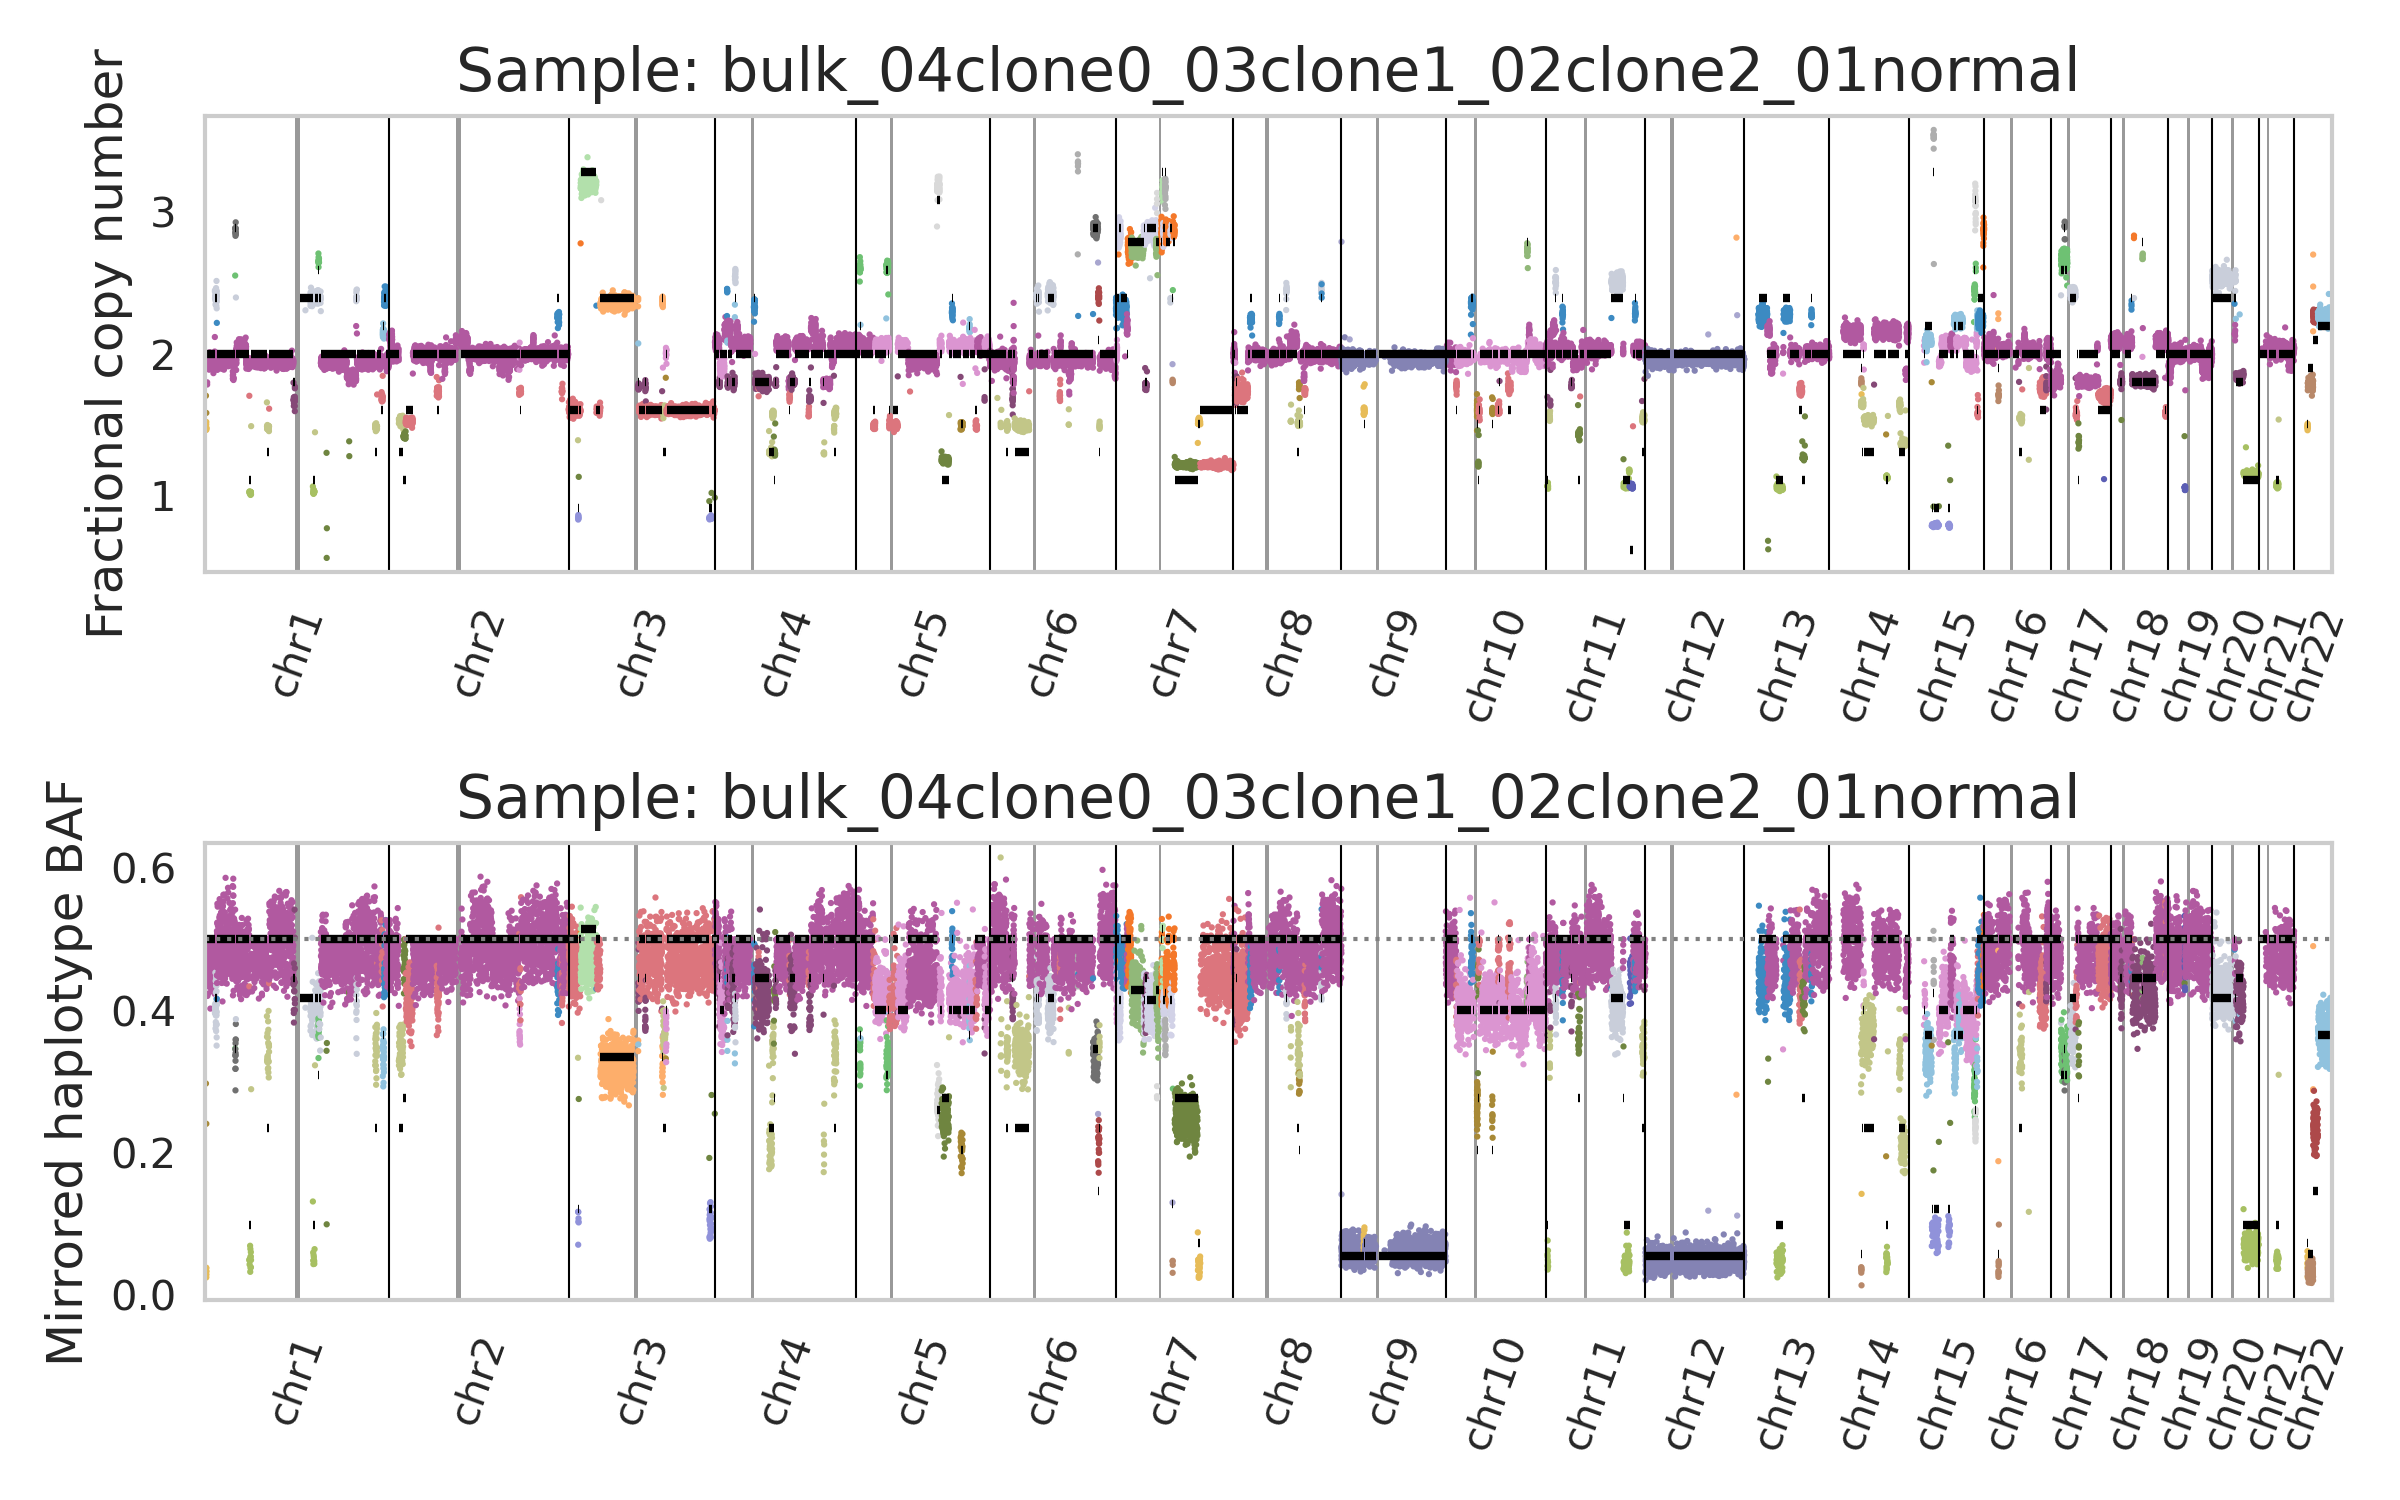 Sample: bulk_04clone0_03clone1_02clone2_01normal
Fractional copy number
3
2
1
chr1 chr2 chr3 chr4 chr5 chr6 chr7 chr8 chr9 chr10 chr11 chr12 chr13 chr14 chr15 chr16 chr17 chr18 chr19 chr20 chr21 chr22
Sample: bulk_04clone0_03clone1_02clone2_01normal
Mirrored haplotype BAF
0.6
0.4
0.2
0.0
chr1 chr2 chr3 chr4 chr5 chr6 chr7 chr8 chr9 chr10 chr11 chr12 chr13 chr14 chr15 chr16 chr17 chr18 chr19 chr20 chr21 chr22